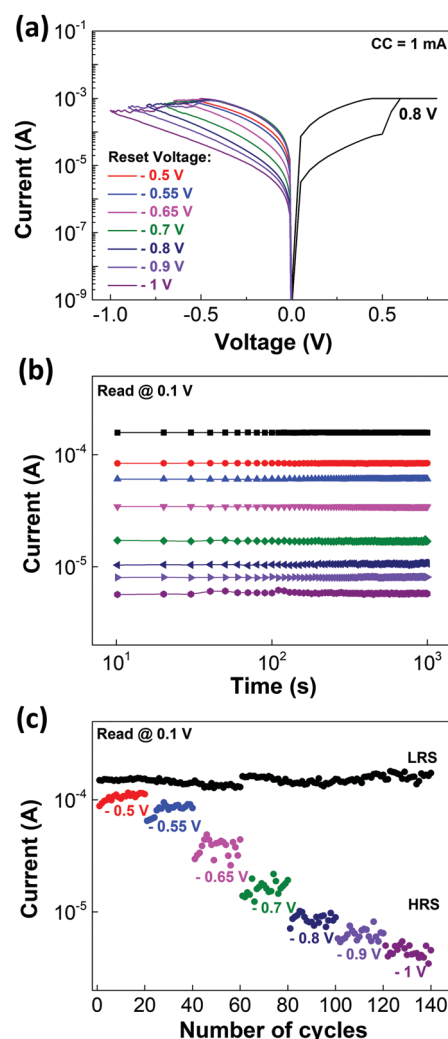 (a)
CC = 1 mA
0.8 V
Current (A)
10⁻³
10⁻⁵
10⁻⁷
10⁻⁹
Reset Voltage:
- 0.5 V
- 0.55 V
- 0.65 V
- 0.7 V
- 0.8 V
- 0.9 V
- 1 V
-1.0 -0.5 0.0 0.5
Voltage (V)
(b)
Read @ 0.1 V
Current (A)
10⁻⁴
10⁻⁵
10¹ 10² 10³
Time (s)
(c)
Read @ 0.1 V
LRS
Current (A)
10⁻⁴
- 0.5 V
- 0.55 V
- 0.65 V
- 0.7 V
10⁻⁵
HRS
- 0.8 V
- 0.9 V
- 1 V
0 20 40 60 80 100 120 140
Number of cycles